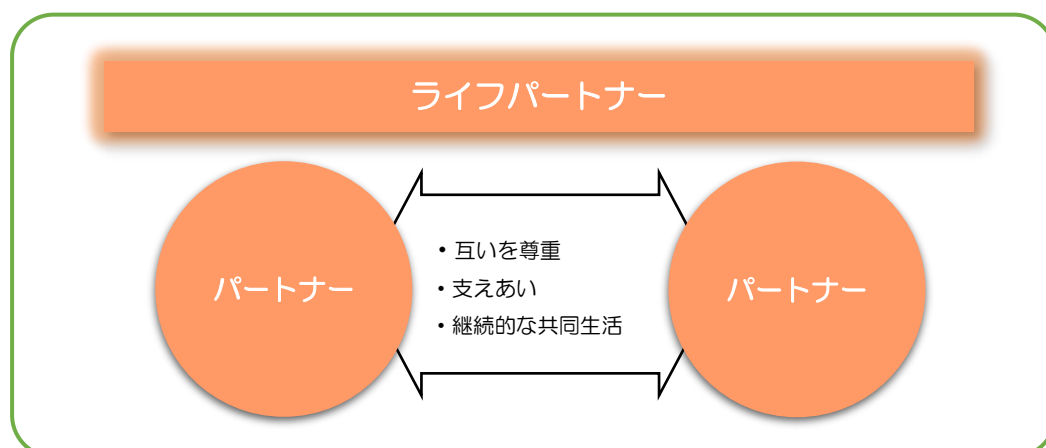 ライフパートナー
パートナー
・互いを尊重
・支えあい
・継続的な共同生活
パートナー